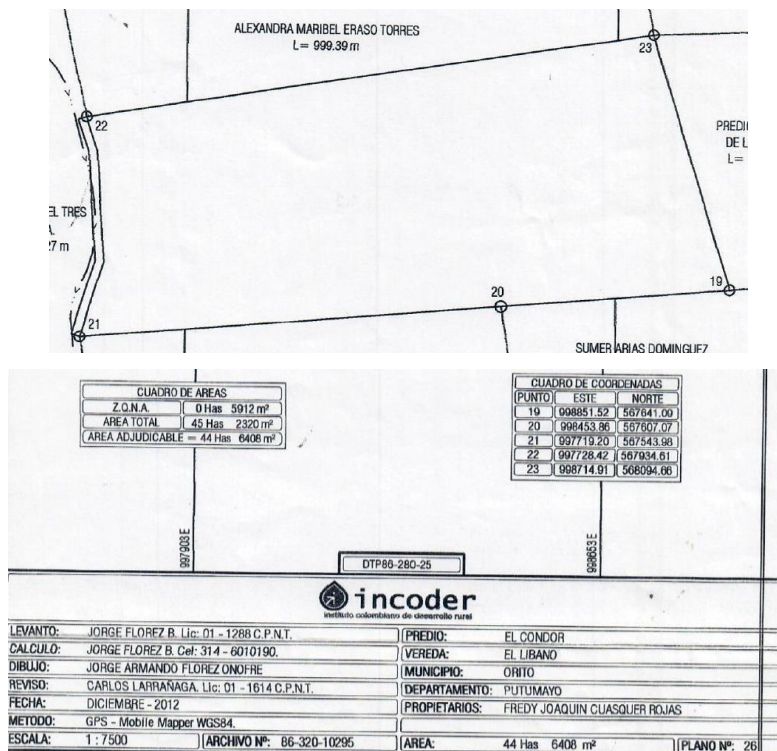 ALEXANDRA MARIBEL ERASO TORRES
L= 999.39 m
23
22
PREDI
DE L
L=
EL TRES
A.
27 m
19
20
21
SUMER ARIAS DOMINGUEZ
CUADRO DE AREAS
Z.O.N.A. 0 Has 5912 m²
AREA TOTAL 45 Has 2320 m²
AREA ADJUDICABLE = 44 Has 6408 m²
CUADRO DE COORDENADAS
PUNTO ESTE NORTE
19 998851.52 567641.09
20 998453.86 567607.07
21 997719.20 567543.98
22 997728.42 567934.61
23 998714.91 568094.66
997903 E
998653 E
DTP86-280-25
incoder
instituto colombiano de desarrollo rural
LEVANTO: JORGE FLOREZ B. Lic: 01 - 1288 C.P.N.T.
CALCULO: JORGE FLOREZ B. Cel: 314 - 6010190.
DIBUJO: JORGE ARMANDO FLOREZ ONOFRE
REVISO: CARLOS LARRAÑAGA. Lic: 01 - 1614 C.P.N.T.
FECHA: DICIEMBRE - 2012
METODO: GPS - Mobile Mapper WGS84.
ESCALA: 1 : 7500 ARCHIVO Nº: 86-320-10295
PREDIO: EL CONDOR
VEREDA: EL LIBANO
MUNICIPIO: ORITO
DEPARTAMENTO: PUTUMAYO
PROPIETARIOS: FREDY JOAQUIN CUASQUER ROJAS
AREA: 44 Has 6408 m² PLANO Nº: 26